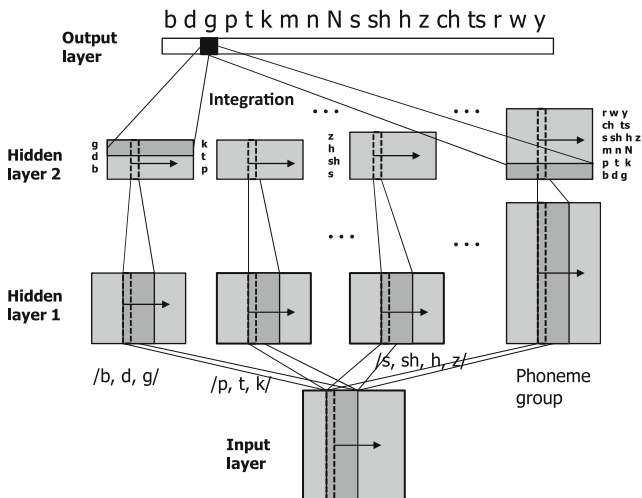 b d g p t k m n N s sh h z ch ts r w y
Output
layer
Integration
...
...
Hidden
layer 2
g
d
b
k
t
p
z
h
sh
s
r w y
ch ts
s sh h z
m n N
p t k
b d g
...
...
Hidden
layer 1
/b, d, g/
/p, t, k/
/s, sh, h, z/
Phoneme
group
Input
layer